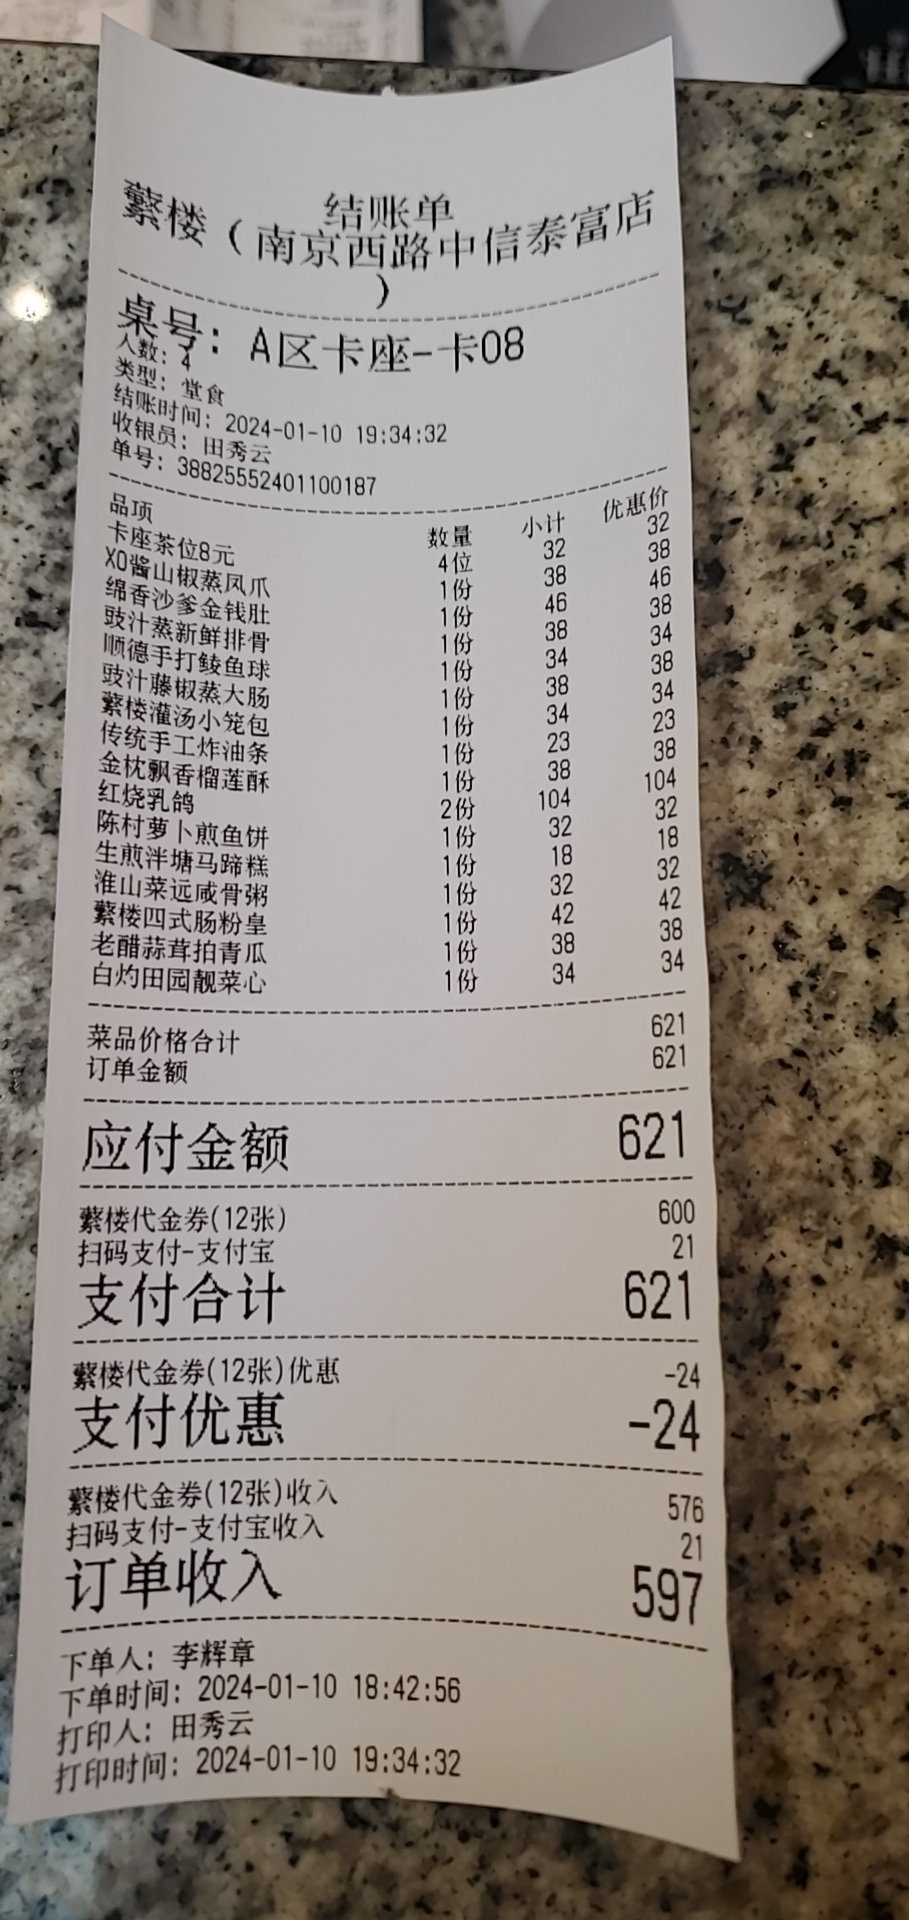 结账单
蘩楼（南京西路中信泰富店
）
桌号：A区卡座-卡08
人数：4
类型：堂食
结账时间：2024-01-10 19:34:32
收银员：田秀云
单号：38825552401100187
品项 数量 小计 优惠价
卡座茶位8元 4位 32 32
XO酱山椒蒸凤爪 1份 38 38
绵香沙爹金钱肚 1份 46 46
豉汁蒸新鲜排骨 1份 38 38
顺德手打鲮鱼球 1份 34 34
豉汁藤椒蒸大肠 1份 38 38
蘩楼灌汤小笼包 1份 34 34
传统手工炸油条 1份 23 23
金枕飘香榴莲酥 1份 38 38
红烧乳鸽 2份 104 104
陈村萝卜煎鱼饼 1份 32 32
生煎泮塘马蹄糕 1份 18 18
淮山菜远咸骨粥 1份 32 32
蘩楼四式肠粉皇 1份 42 42
老醋蒜茸拍青瓜 1份 38 38
白灼田园靓菜心 1份 34 34
菜品价格合计 621
订单金额 621
应付金额 621
蘩楼代金券(12张) 600
扫码支付-支付宝 21
支付合计 621
蘩楼代金券(12张)优惠 -24
支付优惠 -24
蘩楼代金券(12张)收入 576
扫码支付-支付宝收入 21
订单收入 597
下单人：李辉章
下单时间：2024-01-10 18:42:56
打印人：田秀云
打印时间：2024-01-10 19:34:32